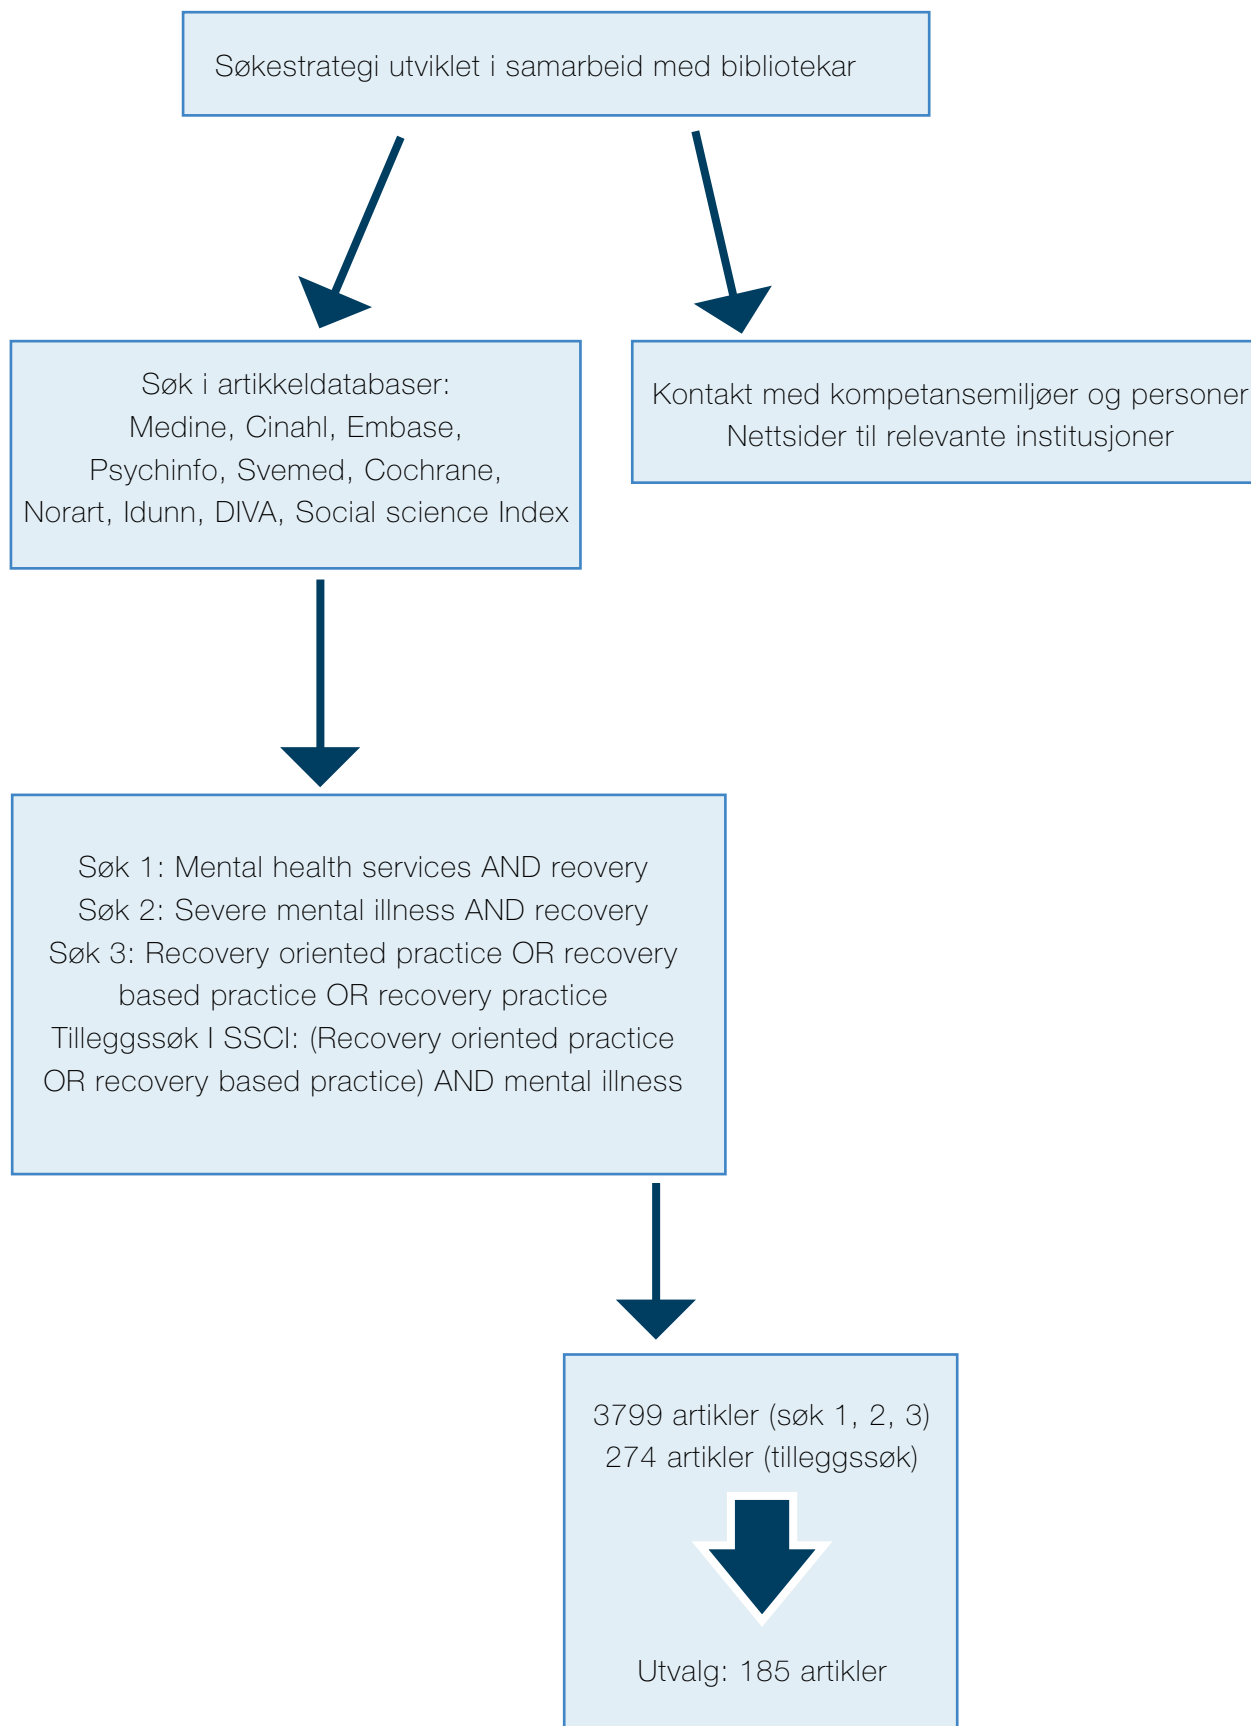 Søkestrategi utviklet i samarbeid med bibliotekar
Søk i artikkeldatabaser:
Medine, Cinahl, Embase,
Psychinfo, Svemed, Cochrane,
Norart, Idunn, DIVA, Social science Index
Kontakt med kompetansemiljøer og personer
Nettsider til relevante institusjoner
Søk 1: Mental health services AND reovery
Søk 2: Severe mental illness AND recovery
Søk 3: Recovery oriented practice OR recovery
based practice OR recovery practice
Tilleggssøk I SSCI: (Recovery oriented practice
OR recovery based practice) AND mental illness
3799 artikler (søk 1, 2, 3)
274 artikler (tilleggssøk)
Utvalg: 185 artikler